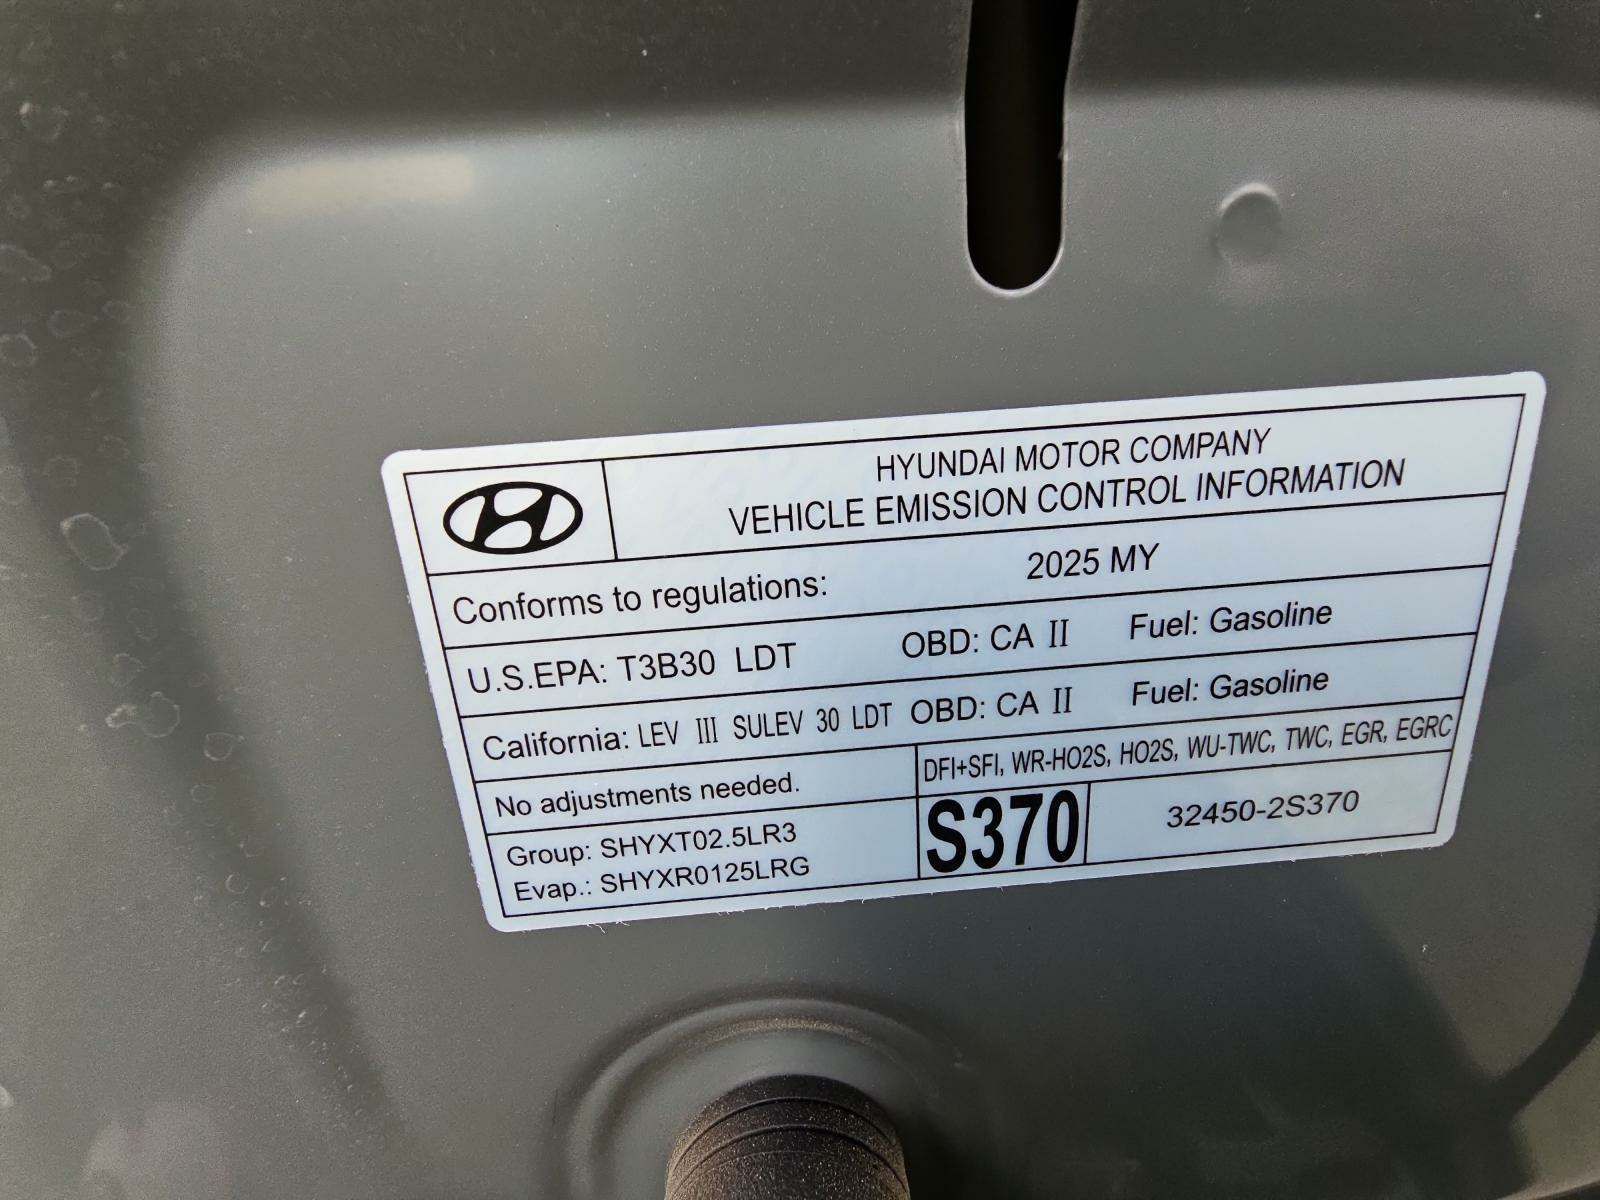 HYUNDAI MOTOR COMPANY
VEHICLE EMISSION CONTROL INFORMATION
Conforms to regulations: 2025 MY
U.S.EPA: T3B30 LDT OBD: CA II Fuel: Gasoline
California: LEV III SULEV 30 LDT OBD: CA II Fuel: Gasoline
No adjustments needed.
DFI+SFI, WR-HO2S, HO2S, WU-TWC, TWC, EGR, EGRC
Group: SHYXT02.5LR3
Evap.: SHYXR0125LRG
S370
32450-2S370